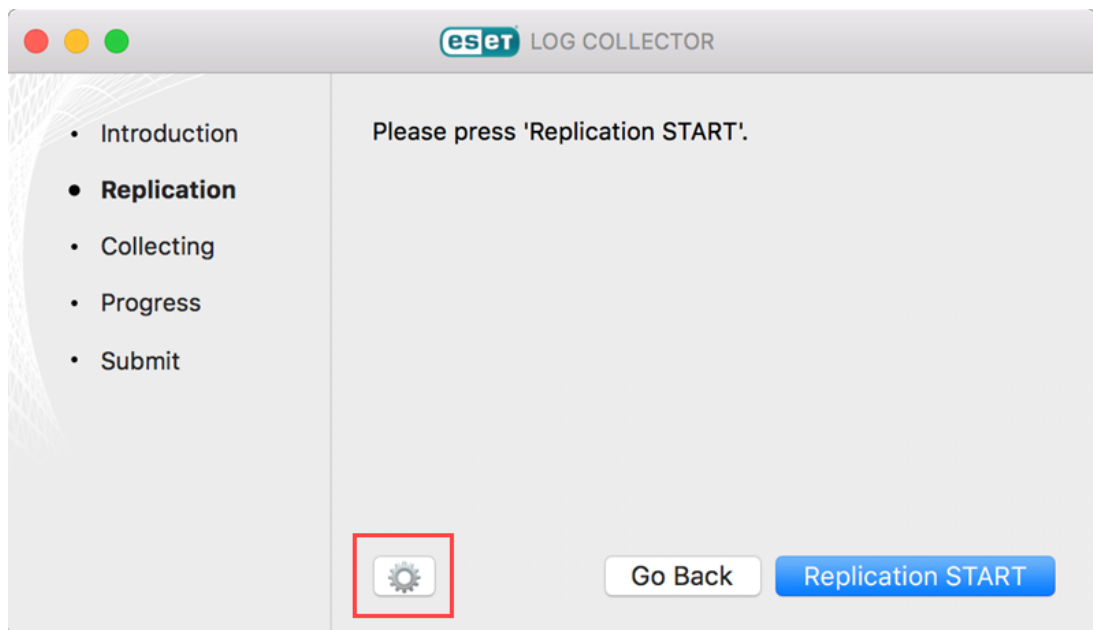 eset LOG COLLECTOR
Introduction
Replication
Collecting
Progress
Submit
Please press 'Replication START'.
Go Back
Replication START